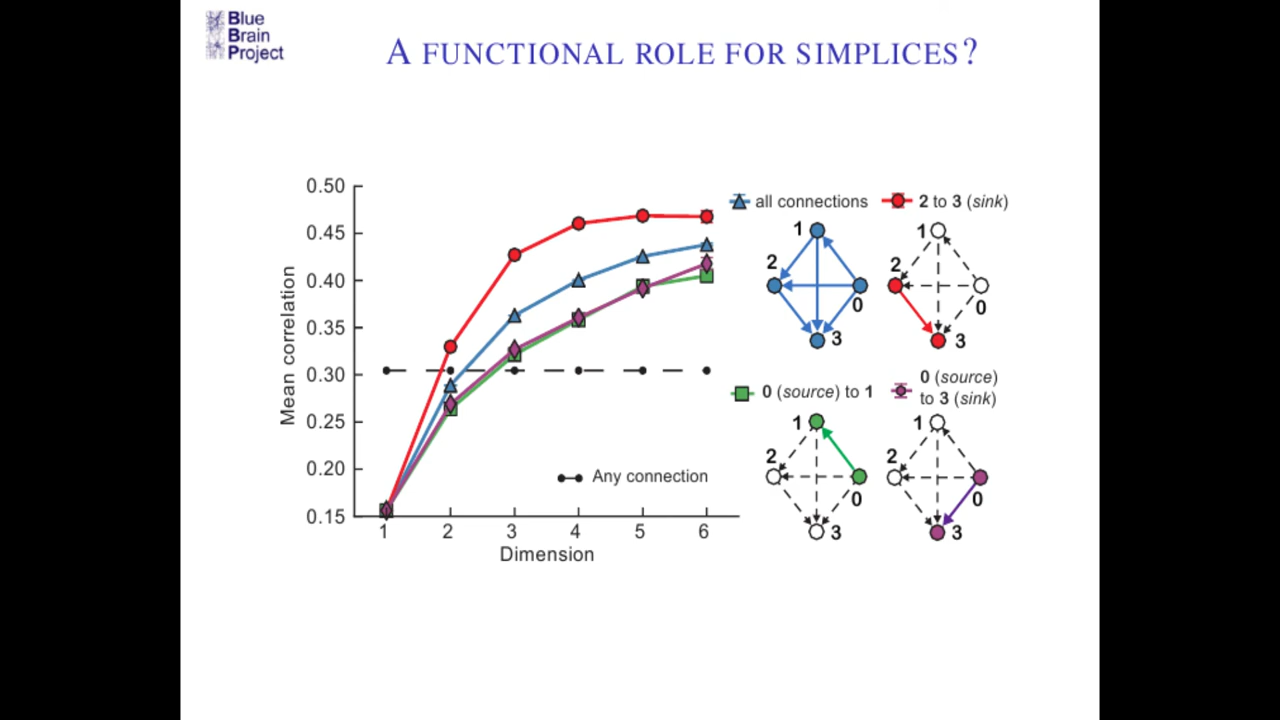 Blue
Brain
Project
A FUNCTIONAL ROLE FOR SIMPLICES?
Mean correlation
0.50
0.45
0.40
0.35
0.30
0.25
0.20
0.15
1 2 3 4 5 6
Dimension
Any connection
all connections
1
2
0
3
2 to 3 (sink)
1
2
0
3
0 (source) to 1
1
2
0
3
0 (source)
to 3 (sink)
1
2
0
3